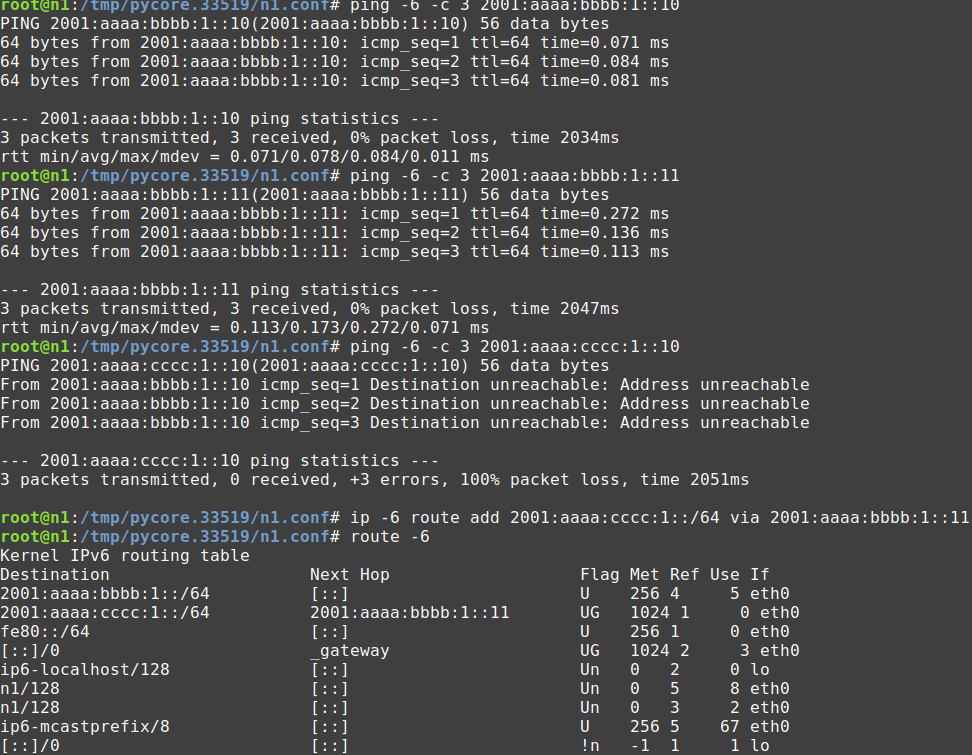 root@n1:/tmp/pycore.33519/n1.conf# ping -6 -c 3 2001:aaaa:bbbb:1::10
PING 2001:aaaa:bbbb:1::10(2001:aaaa:bbbb:1::10) 56 data bytes
64 bytes from 2001:aaaa:bbbb:1::10: icmp_seq=1 ttl=64 time=0.071 ms
64 bytes from 2001:aaaa:bbbb:1::10: icmp_seq=2 ttl=64 time=0.084 ms
64 bytes from 2001:aaaa:bbbb:1::10: icmp_seq=3 ttl=64 time=0.081 ms

--- 2001:aaaa:bbbb:1::10 ping statistics ---
3 packets transmitted, 3 received, 0% packet loss, time 2034ms
rtt min/avg/max/mdev = 0.071/0.078/0.084/0.011 ms
root@n1:/tmp/pycore.33519/n1.conf# ping -6 -c 3 2001:aaaa:bbbb:1::11
PING 2001:aaaa:bbbb:1::11(2001:aaaa:bbbb:1::11) 56 data bytes
64 bytes from 2001:aaaa:bbbb:1::11: icmp_seq=1 ttl=64 time=0.272 ms
64 bytes from 2001:aaaa:bbbb:1::11: icmp_seq=2 ttl=64 time=0.136 ms
64 bytes from 2001:aaaa:bbbb:1::11: icmp_seq=3 ttl=64 time=0.113 ms

--- 2001:aaaa:bbbb:1::11 ping statistics ---
3 packets transmitted, 3 received, 0% packet loss, time 2047ms
rtt min/avg/max/mdev = 0.113/0.173/0.272/0.071 ms
root@n1:/tmp/pycore.33519/n1.conf# ping -6 -c 3 2001:aaaa:cccc:1::10
PING 2001:aaaa:cccc:1::10(2001:aaaa:cccc:1::10) 56 data bytes
From 2001:aaaa:bbbb:1::10 icmp_seq=1 Destination unreachable: Address unreachable
From 2001:aaaa:bbbb:1::10 icmp_seq=2 Destination unreachable: Address unreachable
From 2001:aaaa:bbbb:1::10 icmp_seq=3 Destination unreachable: Address unreachable

--- 2001:aaaa:cccc:1::10 ping statistics ---
3 packets transmitted, 0 received, +3 errors, 100% packet loss, time 2051ms

root@n1:/tmp/pycore.33519/n1.conf# ip -6 route add 2001:aaaa:cccc:1::/64 via 2001:aaaa:bbbb:1::11
root@n1:/tmp/pycore.33519/n1.conf# route -6
Kernel IPv6 routing table
Destination                    Next Hop                   Flag Met Ref Use If
2001:aaaa:bbbb:1::/64          [::]                       U    256 4     5 eth0
2001:aaaa:cccc:1::/64          2001:aaaa:bbbb:1::11       UG   1024 1     0 eth0
fe80::/64                      [::]                       U    256 1     0 eth0
[::]/0                         _gateway                   UG   1024 2     3 eth0
ip6-localhost/128              [::]                       Un   0   2     0 lo
n1/128                         [::]                       Un   0   5     8 eth0
n1/128                         [::]                       Un   0   3     2 eth0
ip6-mcastprefix/8              [::]                       U    256 5    67 eth0
[::]/0                         [::]                       !n   -1  1     1 lo